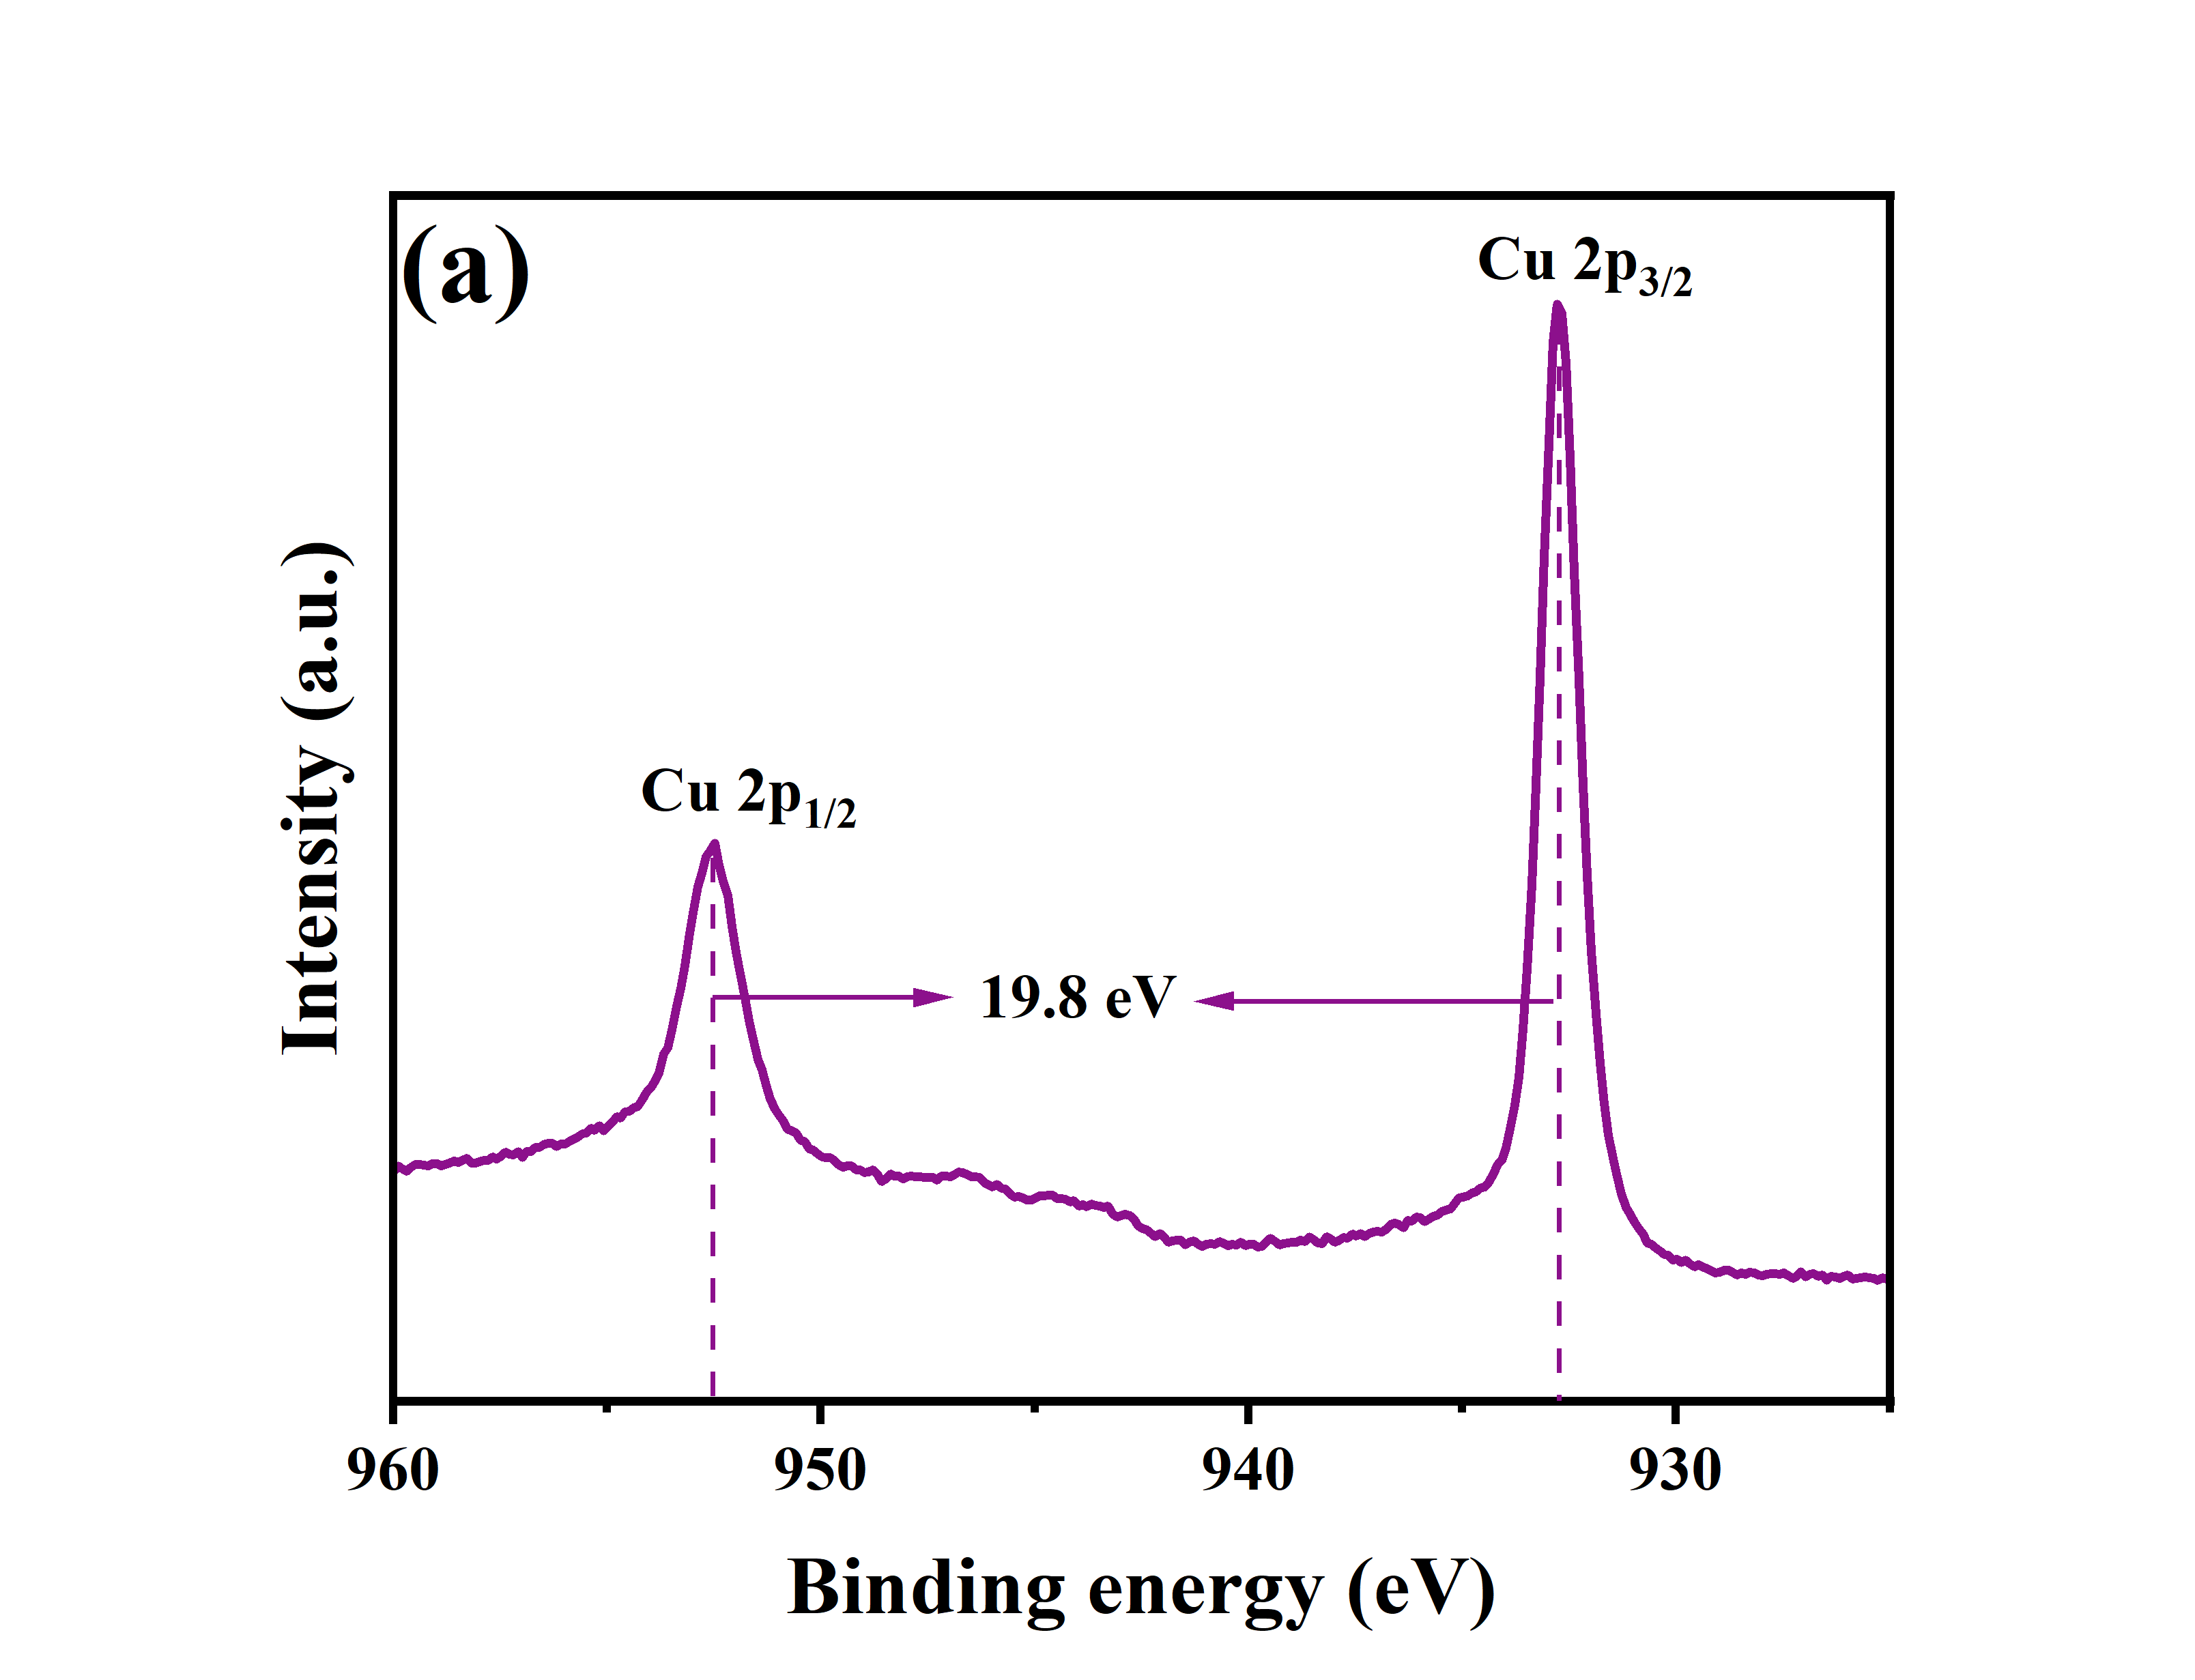 (a)
Cu 2p3/2
Cu 2p1/2
19.8 eV
Intensity (a.u.)
960 950 940 930
Binding energy (eV)